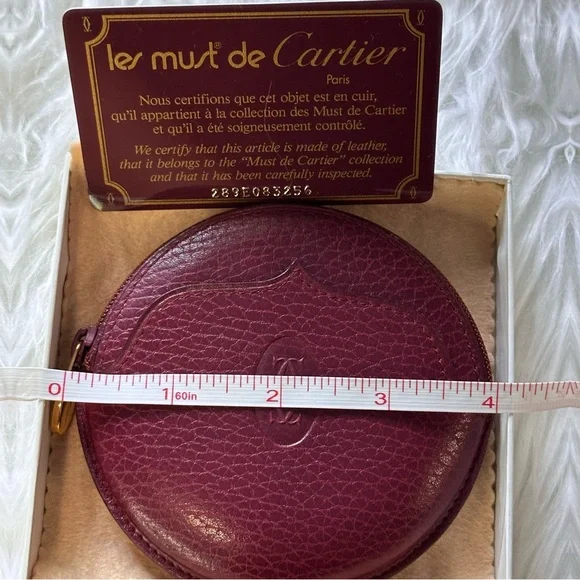 les must® de Cartier
Paris
Nous certifions que cet objet est en cuir,
qu'il appartient à la collection des Must de Cartier
et qu'il a été soigneusement contrôlé.
We certify that this article is made of leather,
that it belongs to the "Must de Cartier" collection
and that it has been carefully inspected.
289E083256
0 1 60in 2 3 4